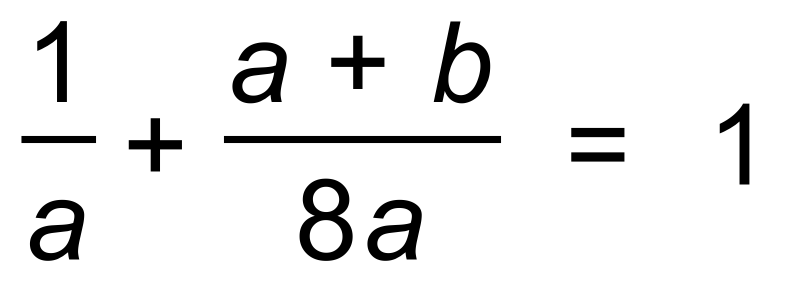 1/a + (a + b)/8a = 1